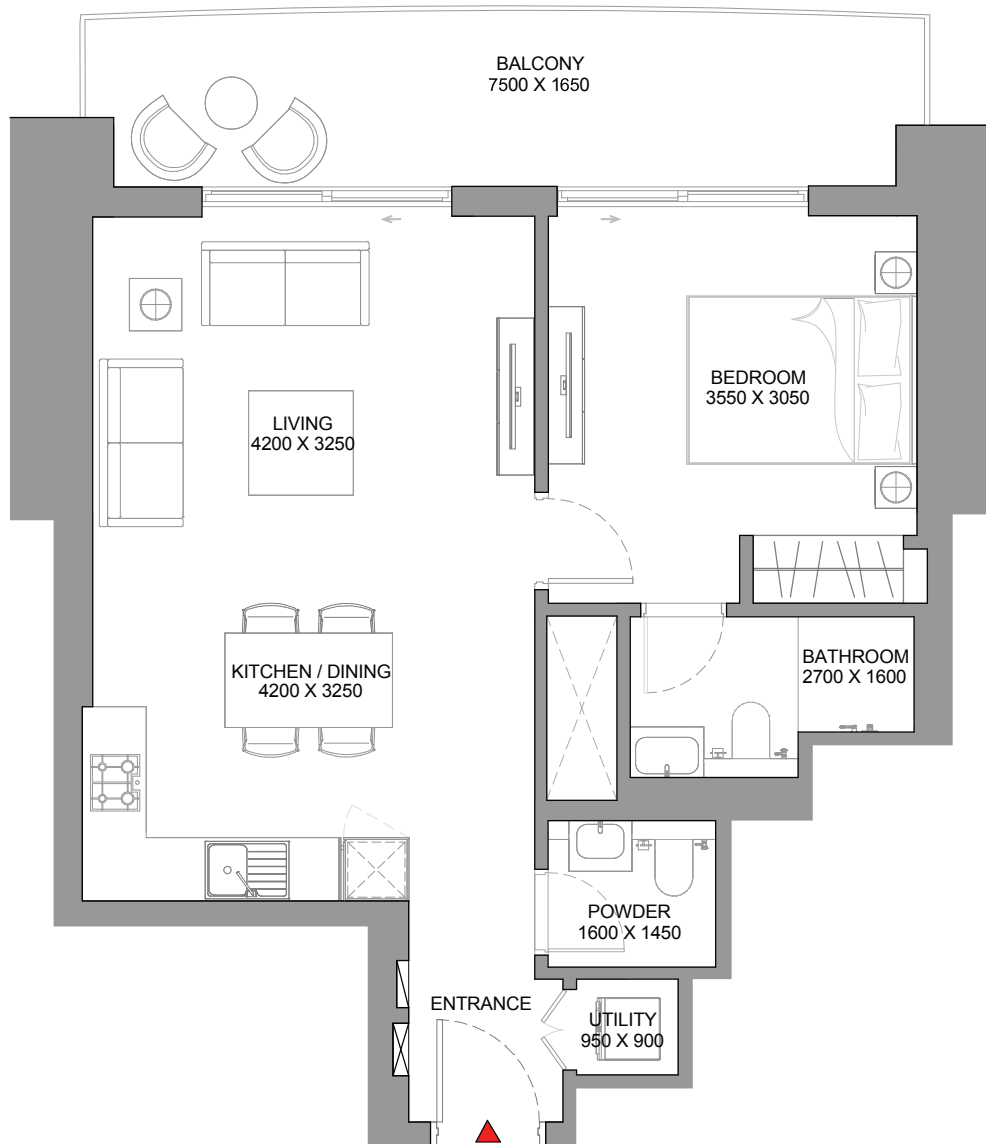 BALCONY
7500 X 1650
BEDROOM
3550 X 3050
LIVING
4200 X 3250
KITCHEN / DINING
4200 X 3250
BATHROOM
2700 X 1600
POWDER
1600 X 1450
ENTRANCE
UTILITY
950 X 900